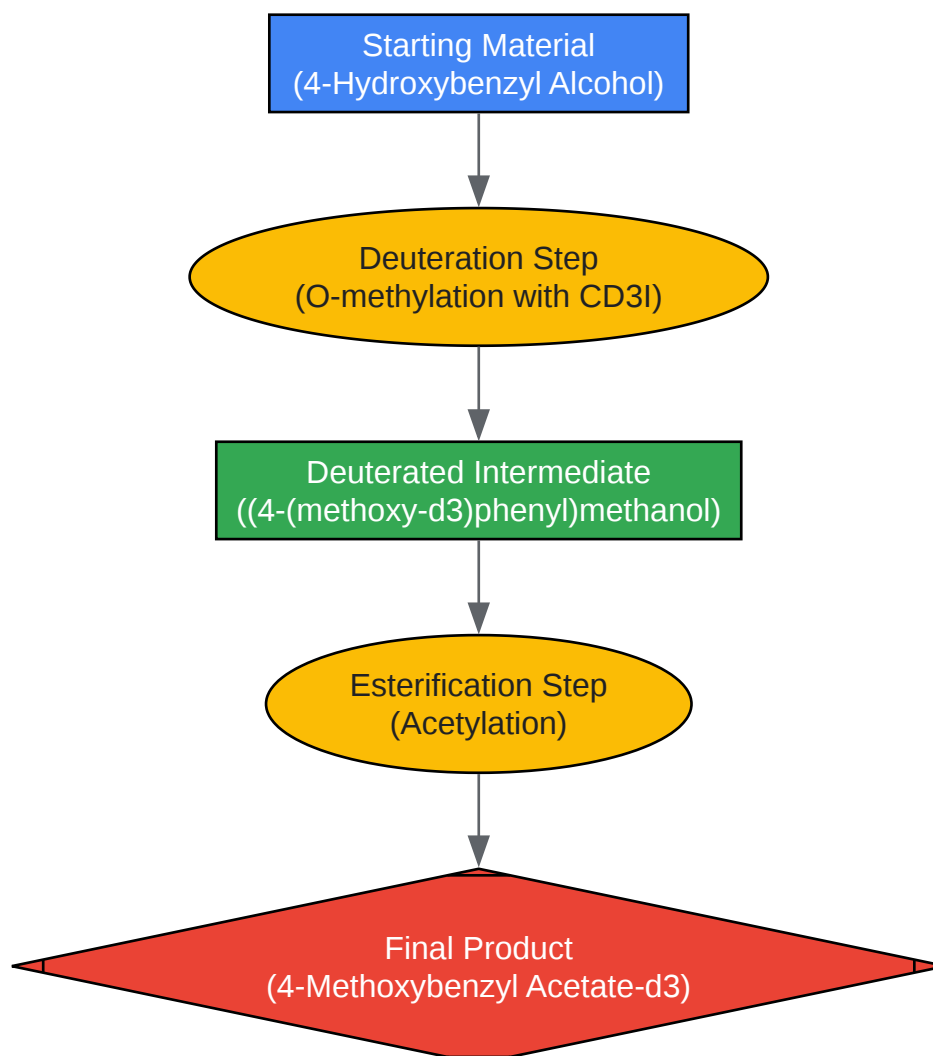 Starting Material
(4-Hydroxybenzyl Alcohol)
Deuteration Step
(O-methylation with CD3I)
Deuterated Intermediate
((4-(methoxy-d3)phenyl)methanol)
Esterification Step
(Acetylation)
Final Product
(4-Methoxybenzyl Acetate-d3)